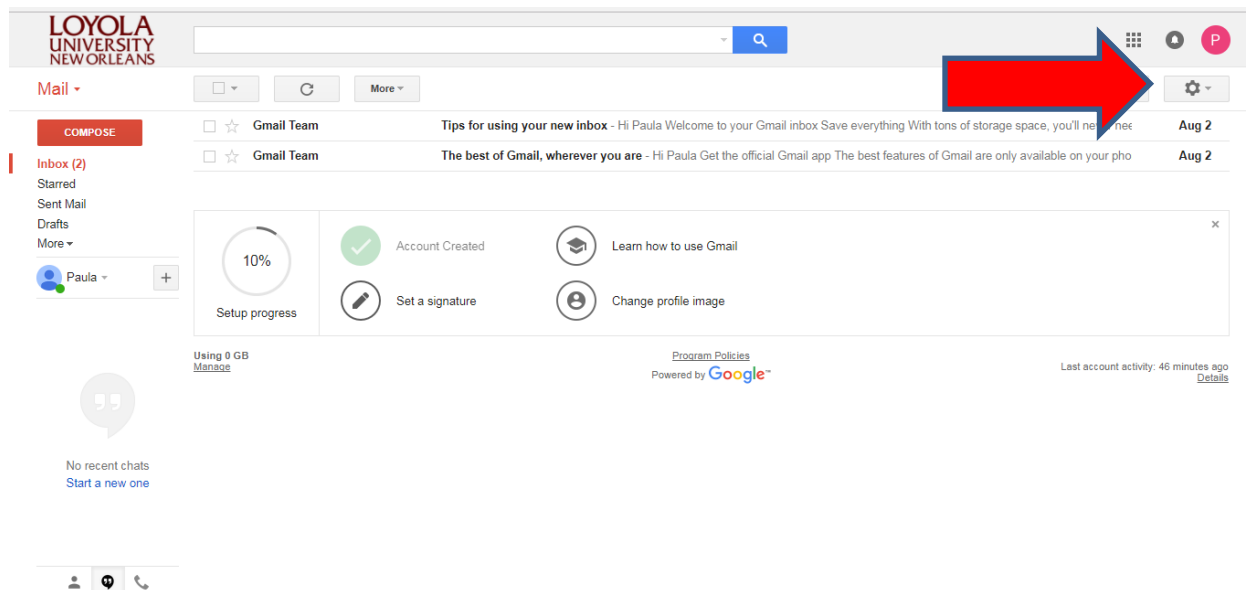 LOYOLA
UNIVERSITY
NEW ORLEANS
P
Mail
More
COMPOSE
Gmail Team Tips for using your new inbox - Hi Paula Welcome to your Gmail inbox Save everything With tons of storage space, you'll Aug 2
Gmail Team The best of Gmail, wherever you are - Hi Paula Get the official Gmail app The best features of Gmail are only available on your pho Aug 2
Inbox (2)
Starred
Sent Mail
Drafts
More
Paula +
10%
Setup progress
Account Created
Learn how to use Gmail
Set a signature
Change profile image
×
Using 0 GB
Manage
Program Policies
Powered by Google™
Last account activity: 46 minutes ago
Details
No recent chats
Start a new one